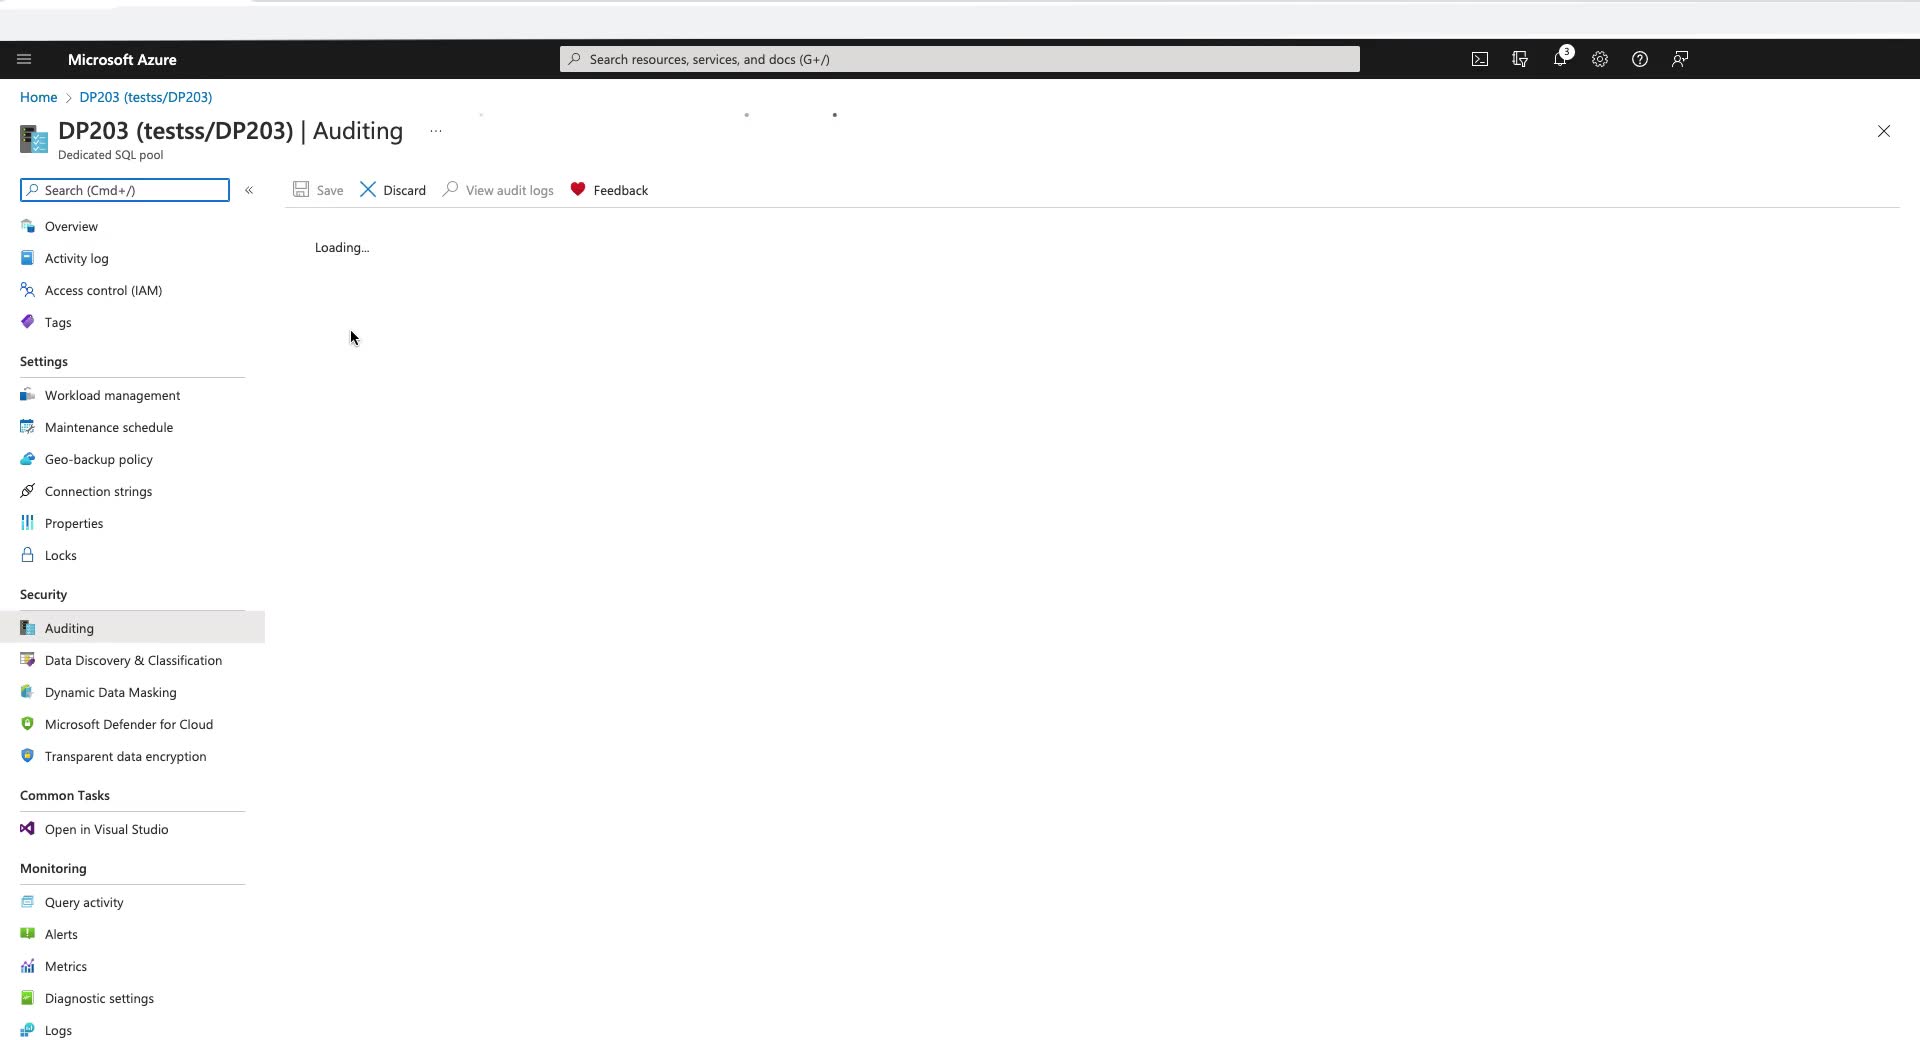 Microsoft Azure
Search resources, services, and docs (G+/)
3
Home > DP203 (testss/DP203)
DP203 (testss/DP203) | Auditing ...
Dedicated SQL pool
Search (Cmd+/) «
Save Discard View audit logs Feedback
Loading...
Overview
Activity log
Access control (IAM)
Tags
Settings
Workload management
Maintenance schedule
Geo-backup policy
Connection strings
Properties
Locks
Security
Auditing
Data Discovery & Classification
Dynamic Data Masking
Microsoft Defender for Cloud
Transparent data encryption
Common Tasks
Open in Visual Studio
Monitoring
Query activity
Alerts
Metrics
Diagnostic settings
Logs